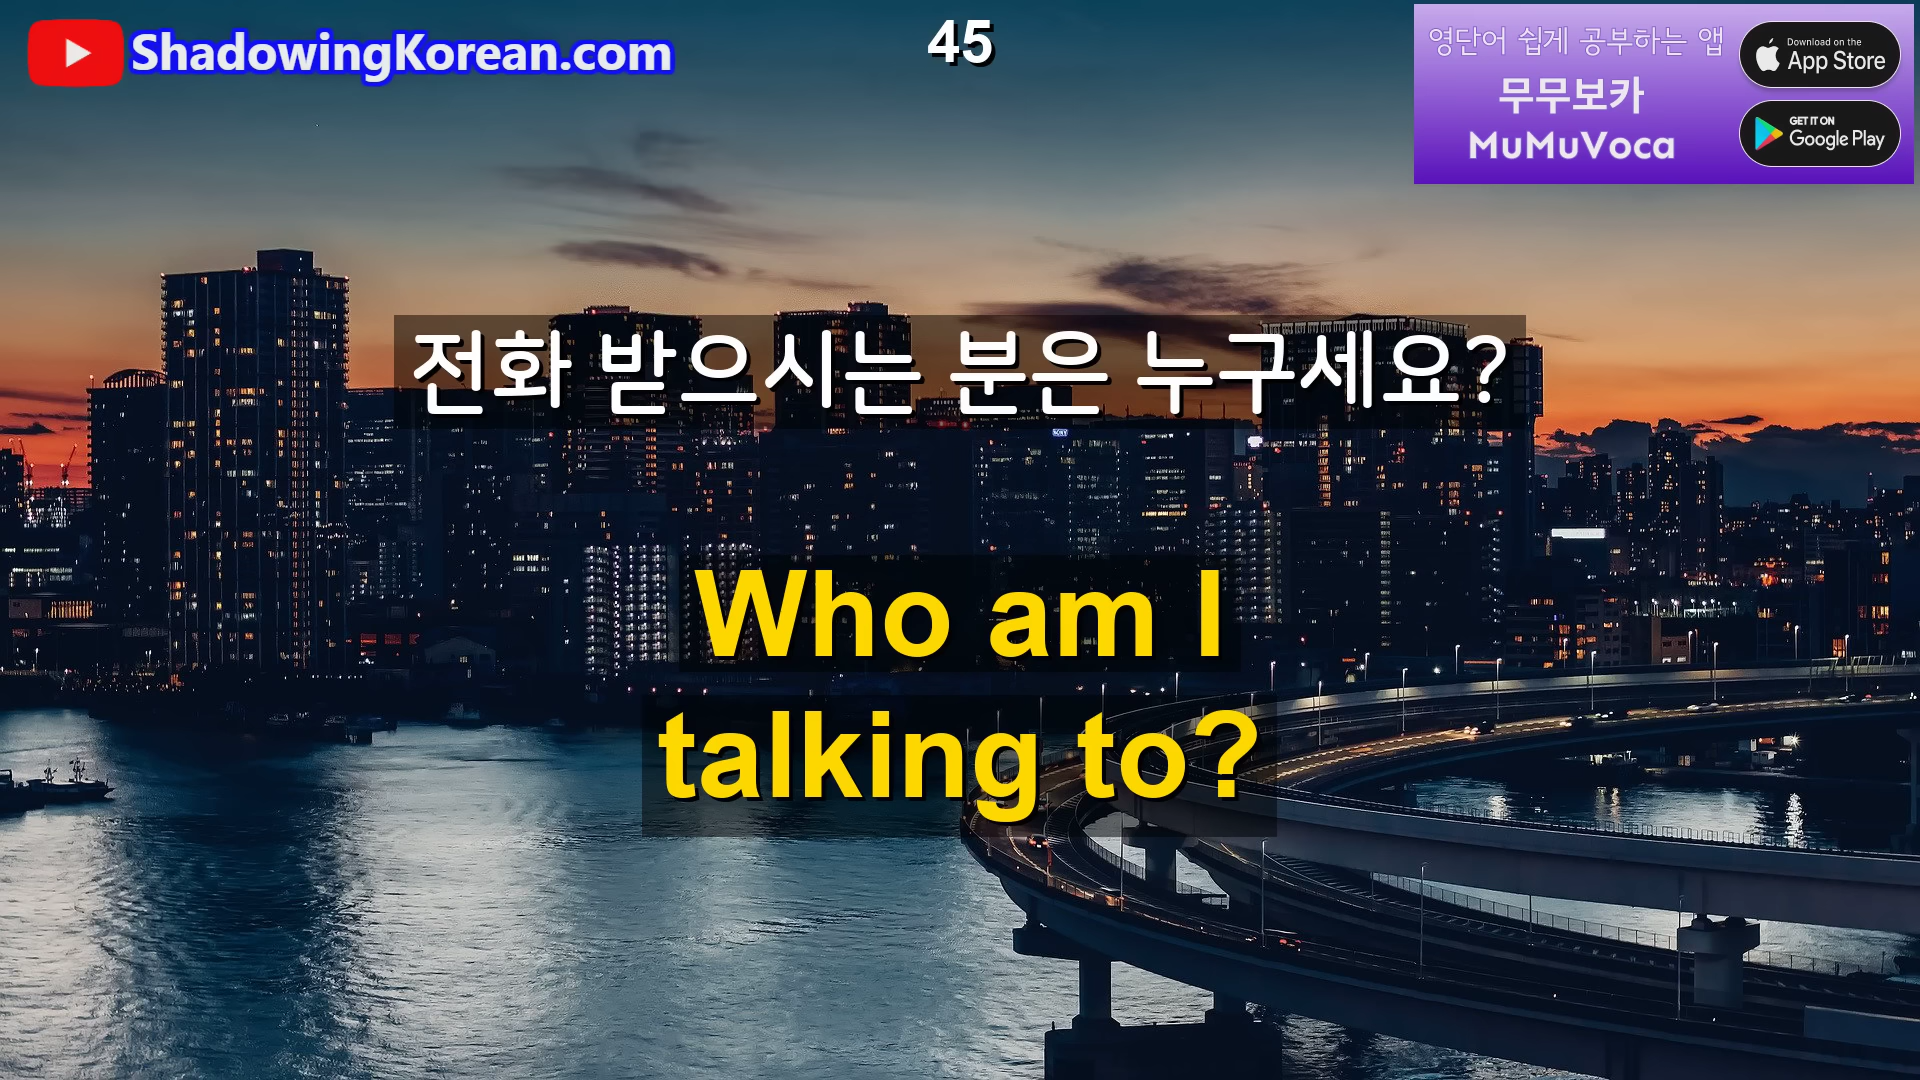 ShadowingKorean.com
45
영단어 쉽게 공부하는 앱
무무보카
MuMuVoca
Download on the
App Store
GET IT ON
Google Play
전화 받으시는 분은 누구세요?
SONY
Who am I
talking to?